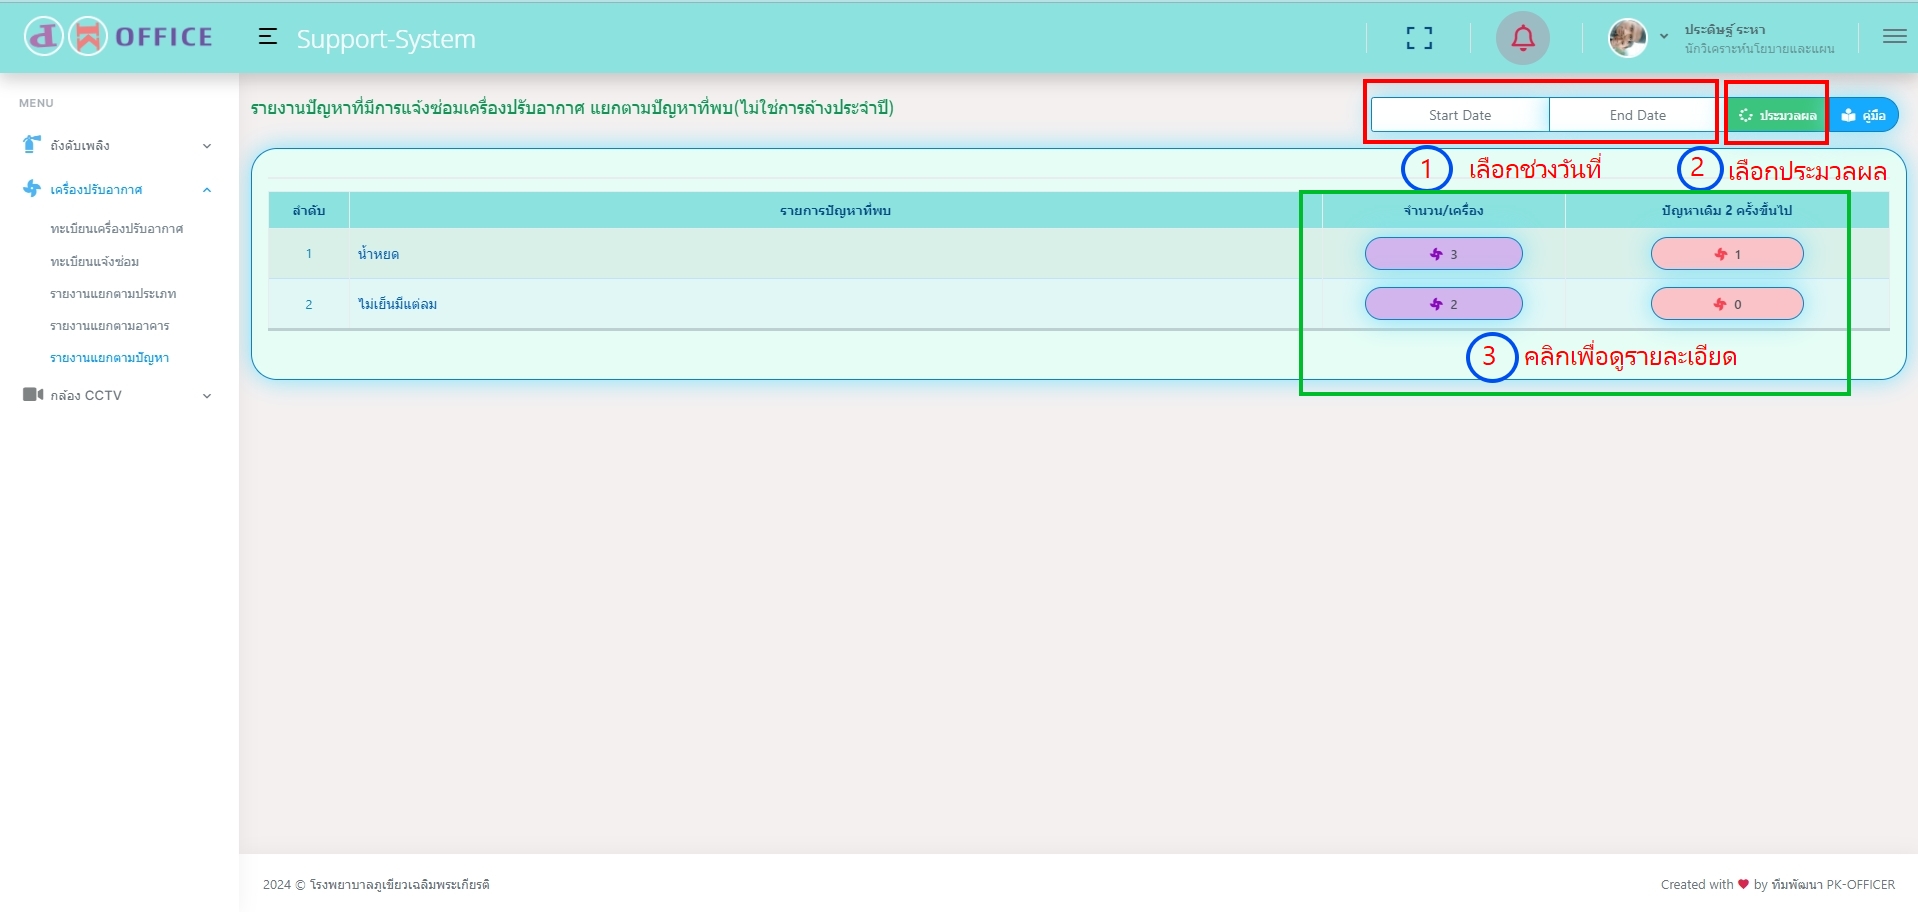 OFFICE
Support-System
ประดิษฐ์ ระหา
นักวิเคราะห์นโยบายและแผน
MENU
ถังดับเพลิง
เครื่องปรับอากาศ
ทะเบียนเครื่องปรับอากาศ
ทะเบียนแจ้งซ่อม
รายงานแยกตามประเภท
รายงานแยกตามอาคาร
รายงานแยกตามปัญหา
กล้อง CCTV
รายงานปัญหาที่มีการแจ้งซ่อมเครื่องปรับอากาศ แยกตามปัญหาที่พบ(ไม่ใช่การล้างประจำปี)
Start Date End Date ประมวลผล คู่มือ
1 เลือกช่วงวันที่ 2 เลือกประมวลผล
ลำดับ รายการปัญหาที่พบ จำนวน/เครื่อง ปัญหาเดิม 2 ครั้งขึ้นไป
1 น้ำหยด 3 1
2 ไม่เย็นมีแต่ลม 2 0
3 คลิกเพื่อดูรายละเอียด
2024 © โรงพยาบาลภูเขียวเฉลิมพระเกียรติ
Created with ♥ by ทีมพัฒนา PK-OFFICER